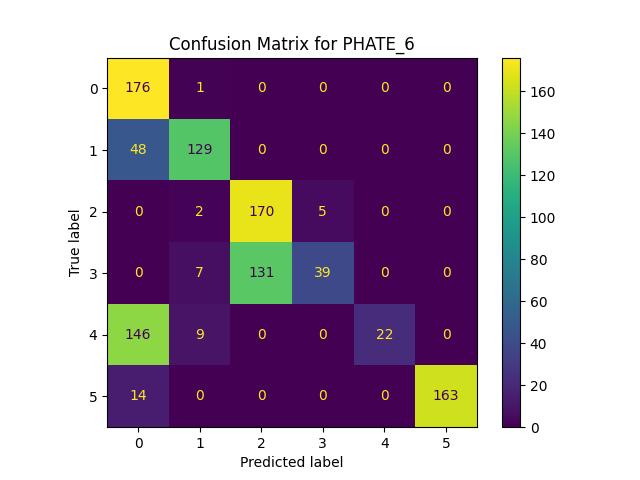 Confusion Matrix for PHATE_6
0 176 1 0 0 0 0
1 48 129 0 0 0 0
2 0 2 170 5 0 0
3 0 7 131 39 0 0
4 146 9 0 0 22 0
5 14 0 0 0 0 163
0 1 2 3 4 5
Predicted label
True label
160
140
120
100
80
60
40
20
0